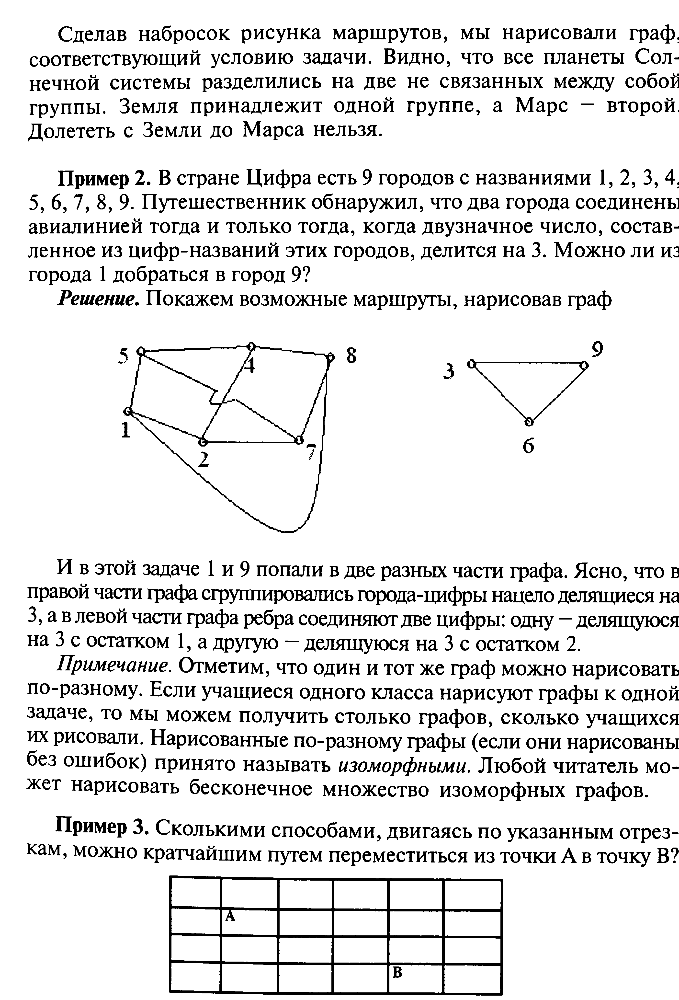 Сделав набросок рисунка маршрутов, мы нарисовали граф,
соответствующий условию задачи. Видно, что все планеты Сол-
нечной системы разделились на две не связанных между собой
группы. Земля принадлежит одной группе, а Марс — второй.
Долететь с Земли до Марса нельзя.
Пример 2. В стране Цифра есть 9 городов с названиями 1, 2, 3, 4,
5, 6, 7, 8, 9. Путешественник обнаружил, что два города соединены
авиалинией тогда и только тогда, когда двузначное число, состав-
ленное из цифр-названий этих городов, делится на 3. Можно ли из
города 1 добраться в город 9?
Решение. Покажем возможные маршруты, нарисовав граф
5
4
8
1
2
7
3
9
6
И в этой задаче 1 и 9 попали в две разных части графа. Ясно, что в
правой части графа сгруппировались города-цифры нацело делящиеся на
3, а в левой части графа ребра соединяют две цифры: одну — делящуюся
на 3 с остатком 1, а другую — делящуюся на 3 с остатком 2.
Примечание. Отметим, что один и тот же граф можно нарисовать
по-разному. Если учащиеся одного класса нарисуют графы к одной
задаче, то мы можем получить столько графов, сколько учащихся
их рисовали. Нарисованные по-разному графы (если они нарисованы
без ошибок) принято называть изоморфными. Любой читатель мо-
жет нарисовать бесконечное множество изоморфных графов.
Пример 3. Сколькими способами, двигаясь по указанным отрез-
кам, можно кратчайшим путем переместиться из точки А в точку В?
А
В